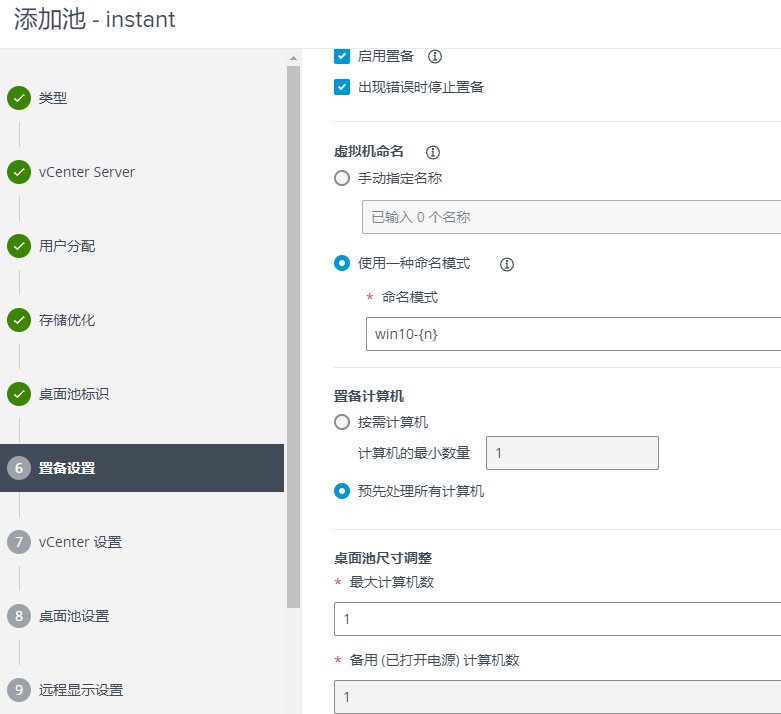 添加池 - instant
类型
vCenter Server
用户分配
存储优化
桌面池标识
6 置备设置
7 vCenter 设置
8 桌面池设置
9 远程显示设置
启用置备
出现错误时停止置备
虚拟机命名
手动指定名称
已输入 0 个名称
使用一种命名模式
* 命名模式
win10-{n}
置备计算机
按需计算机
计算机的最小数量 1
预先处理所有计算机
桌面池尺寸调整
* 最大计算机数
1
* 备用 (已打开电源) 计算机数
1